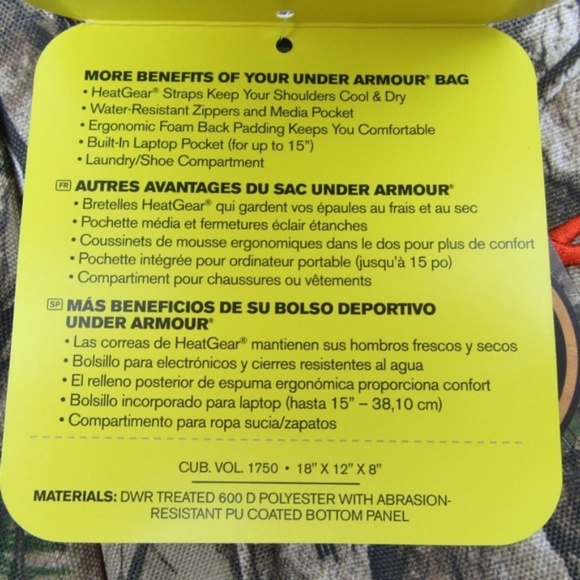 MORE BENEFITS OF YOUR UNDER ARMOUR® BAG
• HeatGear® Straps Keep Your Shoulders Cool & Dry
• Water-Resistant Zippers and Media Pocket
• Ergonomic Foam Back Padding Keeps You Comfortable
• Built-In Laptop Pocket (for up to 15")
• Laundry/Shoe Compartment
FR AUTRES AVANTAGES DU SAC UNDER ARMOUR®
• Bretelles HeatGear® qui gardent vos épaules au frais et au sec
• Pochette média et fermetures éclair étanches
• Coussinets de mousse ergonomiques dans le dos pour plus de confort
• Pochette intégrée pour ordinateur portable (jusqu'à 15 po)
• Compartiment pour chaussures ou vêtements
SP MÁS BENEFICIOS DE SU BOLSO DEPORTIVO
UNDER ARMOUR®
• Las correas de HeatGear® mantienen sus hombros frescos y secos
• Bolsillo para electrónicos y cierres resistentes al agua
• El relleno posterior de espuma ergonómica proporciona confort
• Bolsillo incorporado para laptop (hasta 15" – 38,10 cm)
• Compartimento para ropa sucia/zapatos
CUB. VOL. 1750 • 18" X 12" X 8"
MATERIALS: DWR TREATED 600 D POLYESTER WITH ABRASION-
RESISTANT PU COATED BOTTOM PANEL